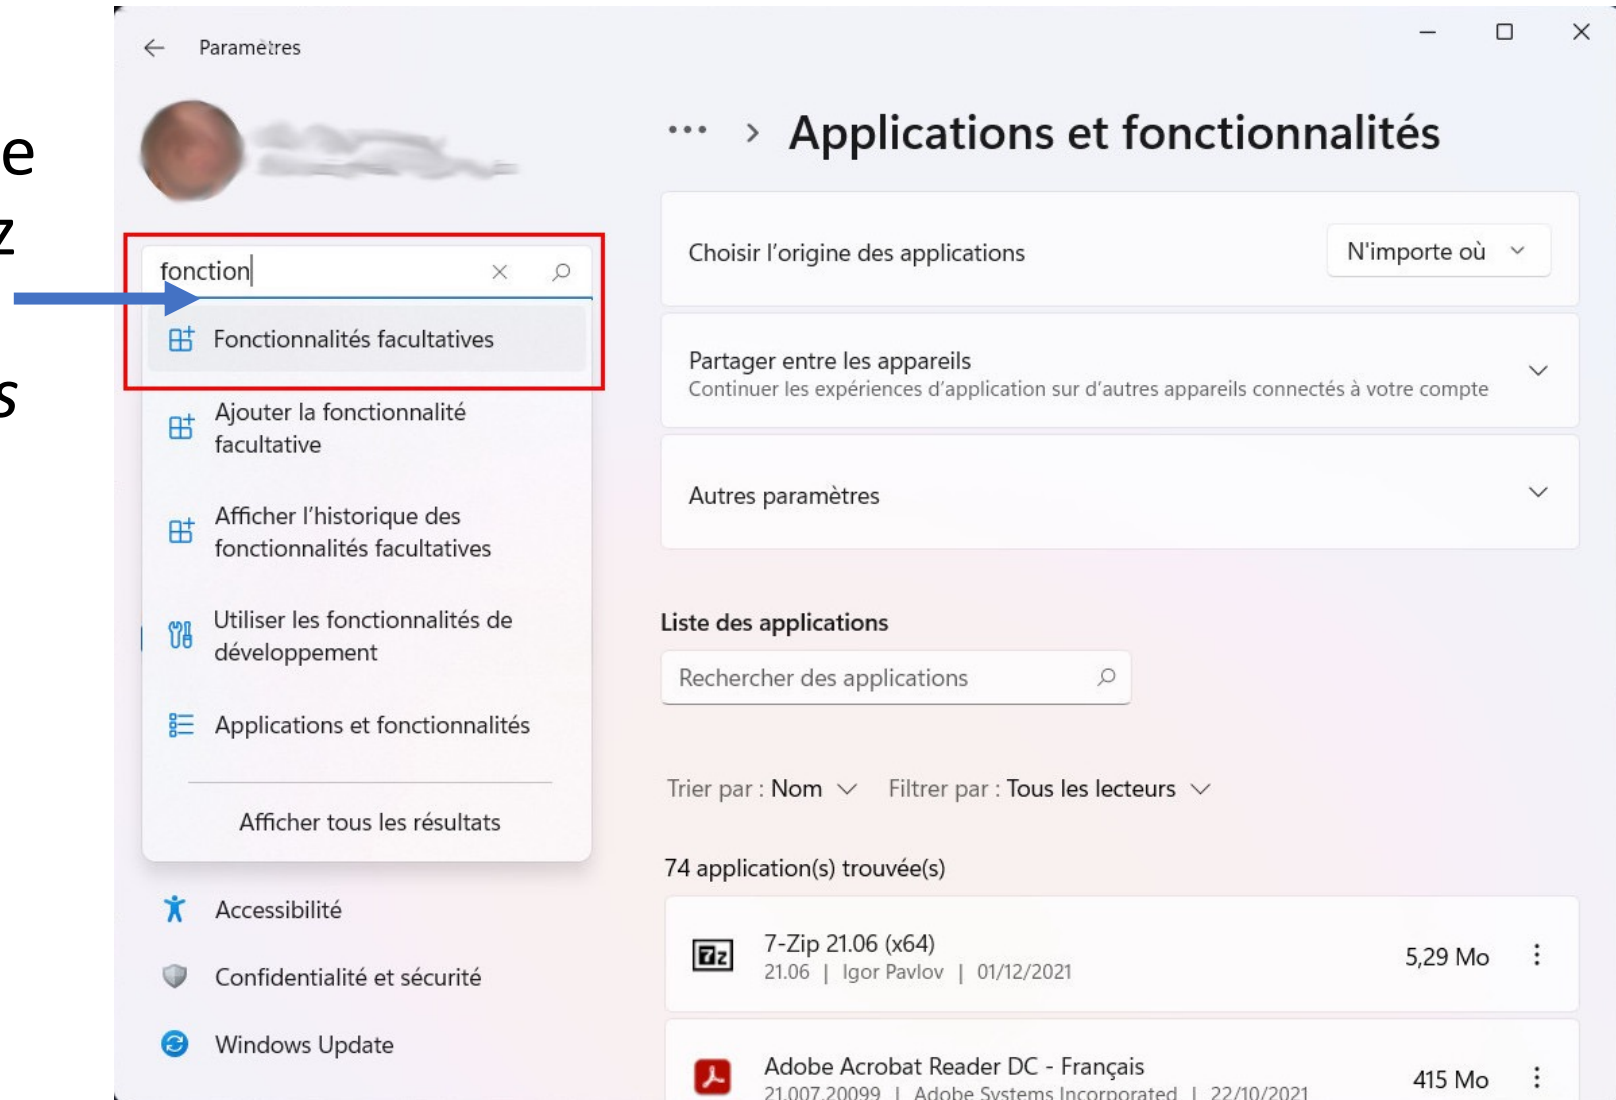 Paramètres
e
z
s
fonction
Fonctionnalités facultatives
Ajouter la fonctionnalité
facultative
Afficher l'historique des
fonctionnalités facultatives
Utiliser les fonctionnalités de
développement
Applications et fonctionnalités
Afficher tous les résultats
Accessibilité
Confidentialité et sécurité
Windows Update
Applications et fonctionnalités
Choisir l'origine des applications
N'importe où
Partager entre les appareils
Continuer les expériences d'application sur d'autres appareils connectés à votre compte
Autres paramètres
Liste des applications
Rechercher des applications
Trier par : Nom
Filtrer par : Tous les lecteurs
74 application(s) trouvée(s)
7z
7-Zip 21.06 (x64)
21.06 | Igor Pavlov | 01/12/2021
5,29 Mo
Adobe Acrobat Reader DC - Français
21.007.20099 | Adobe Systems Incorporated | 22/10/2021
415 Mo